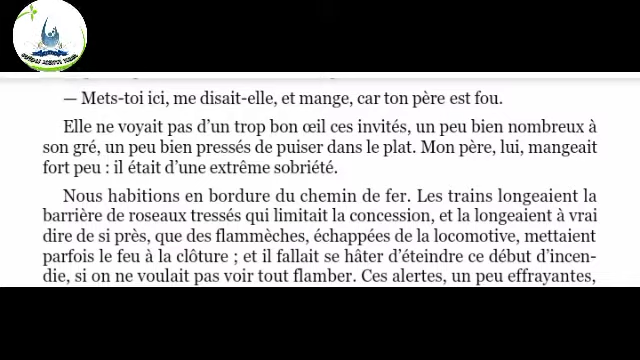 — Mets-toi ici, me disait-elle, et mange, car ton père est fou.
Elle ne voyait pas d’un trop bon œil ces invités, un peu bien nombreux à
son gré, un peu bien pressés de puiser dans le plat. Mon père, lui, mangeait
fort peu : il était d’une extrême sobriété.
Nous habitions en bordure du chemin de fer. Les trains longeaient la
barrière de roseaux tressés qui limitait la concession, et la longeaient à vrai
dire de si près, que des flammèches, échappées de la locomotive, mettaient
parfois le feu à la clôture ; et il fallait se hâter d’éteindre ce début d’incen-
die, si on ne voulait pas voir tout flamber. Ces alertes, un peu effrayantes,